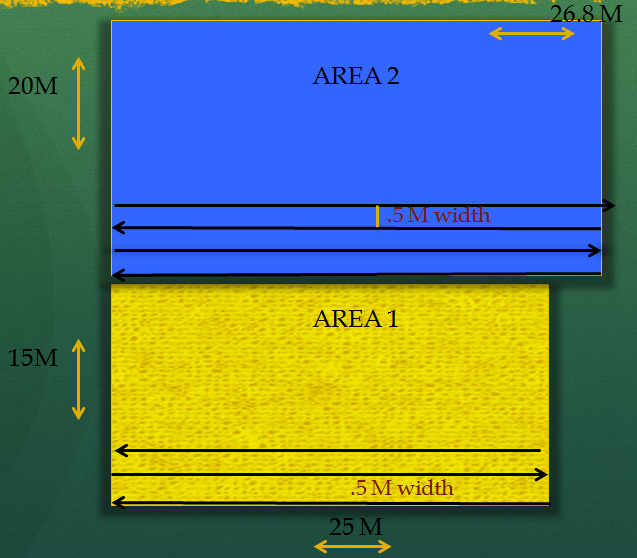 26.8 M
20M
AREA 2
.5 M width
AREA 1
15M
.5 M width
25 M